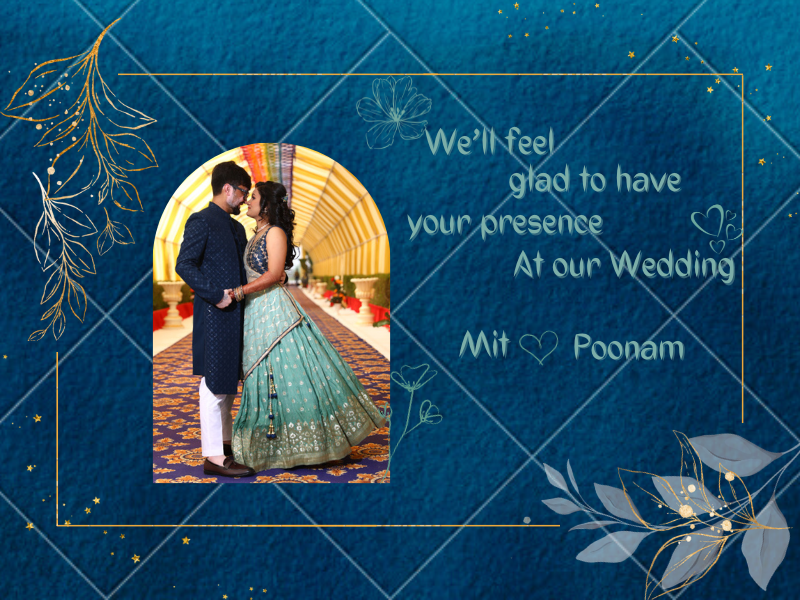 We'll feel
glad to have
your presence
At our Wedding
Mit Poonam